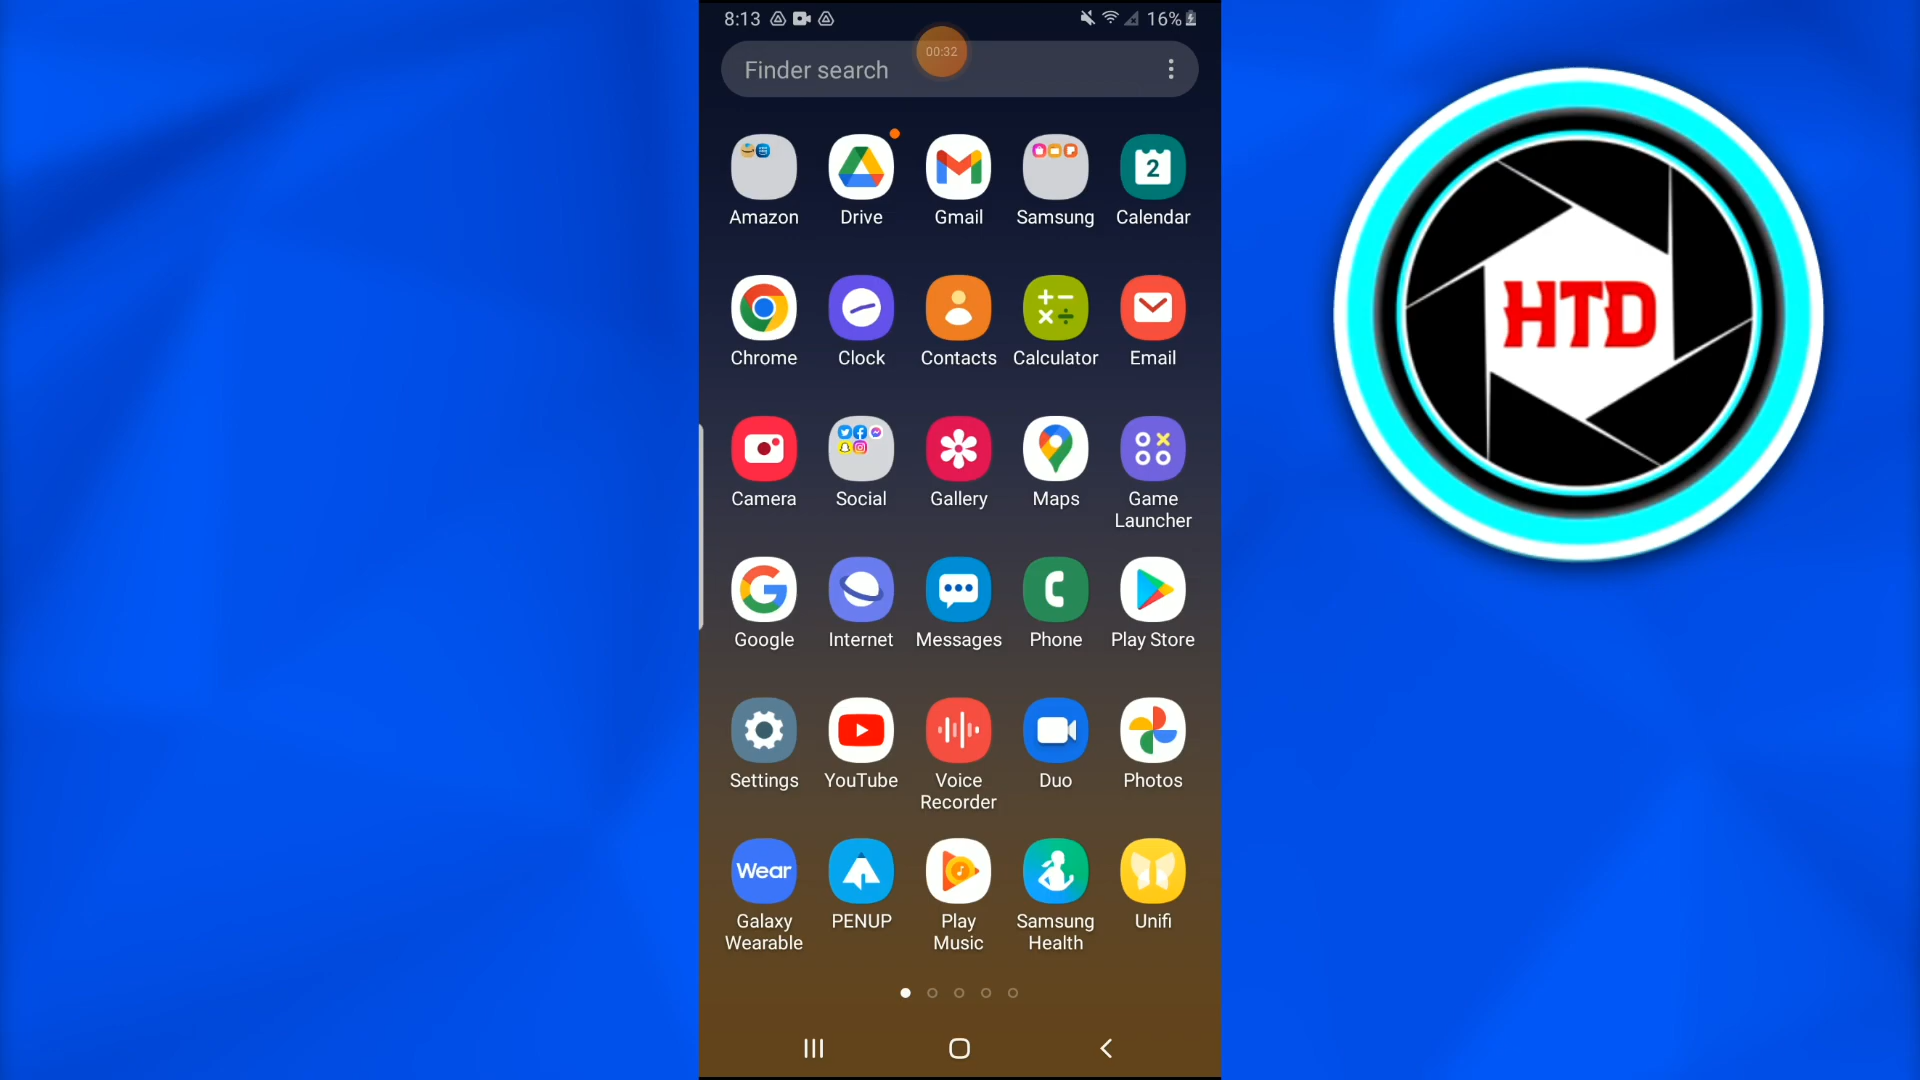 8:13
16%
00:32
Finder search
Amazon Drive Gmail Samsung Calendar
2
Chrome Clock Contacts Calculator Email
Camera Social Gallery Maps Game
Launcher
Google Internet Messages Phone Play Store
Settings YouTube Voice Duo Photos
Recorder
Wear
Galaxy PENUP Play Samsung Unifi
Wearable Music Health
HTD